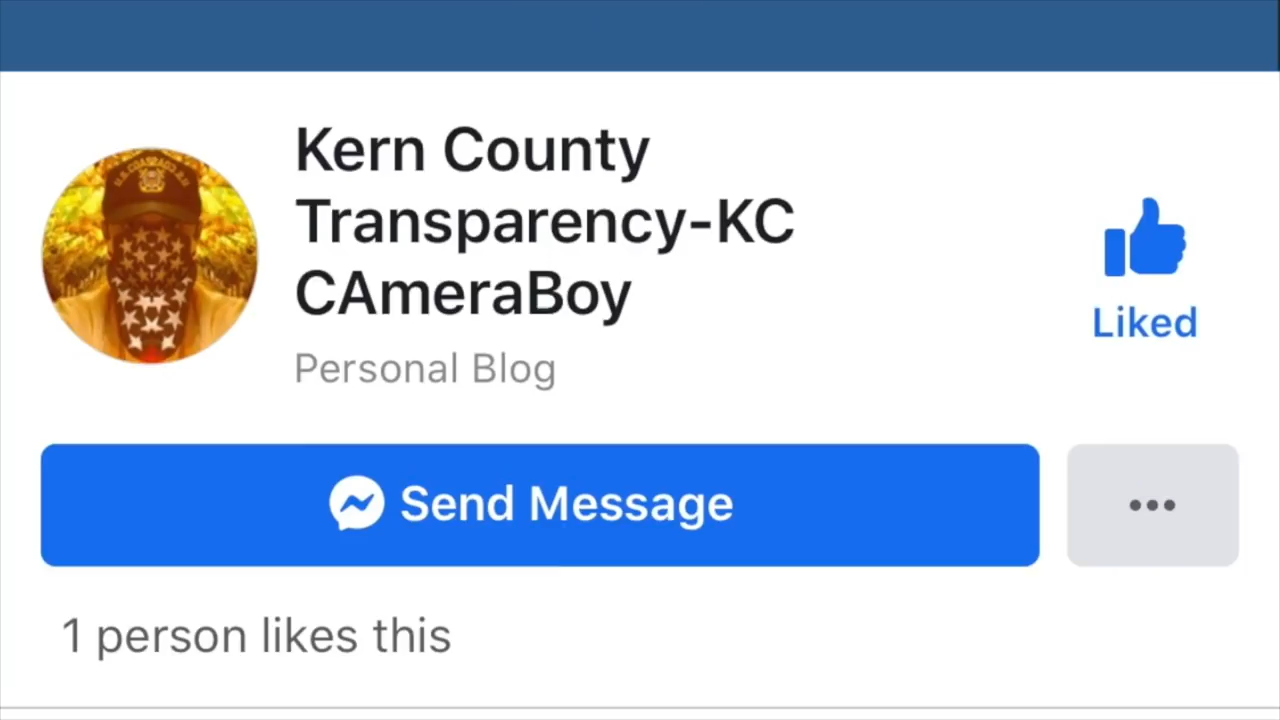 Kern County
Transparency-KC
CAmeraBoy
Liked
Personal Blog
Send Message
1 person likes this